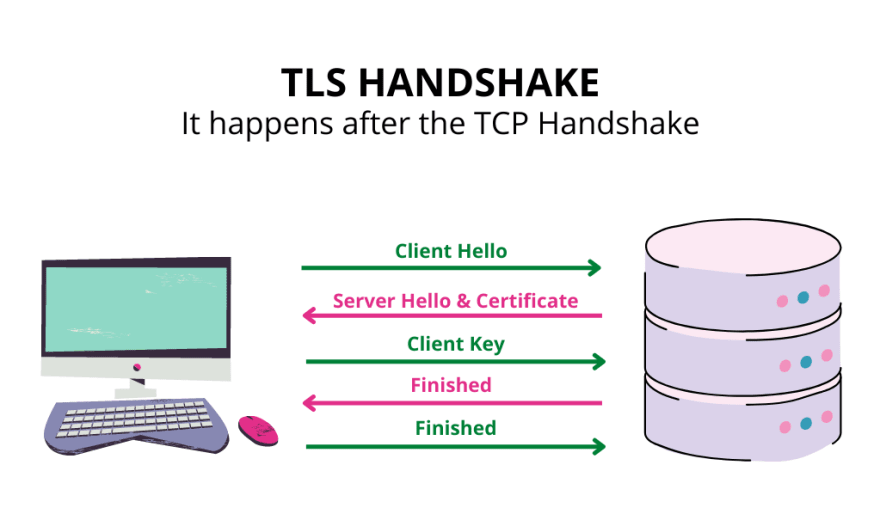 TLS HANDSHAKE
It happens after the TCP Handshake
Client Hello
Server Hello & Certificate
Client Key
Finished
Finished